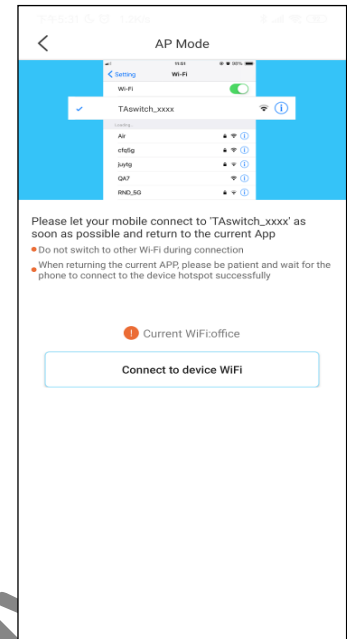 AP Mode
11:51
Setting
Wi-Fi
Wi-Fi
TAswitch_xxxx
Air
cfq5g
juytg
QA7
RND_5G
Please let your mobile connect to 'TAswitch_xxxx' as
soon as possible and return to the current App
Do not switch to other Wi-Fi during connection
When returning the current APP, please be patient and wait for the
phone to connect to the device hotspot successfully
Current WiFi:office
Connect to device WiFi